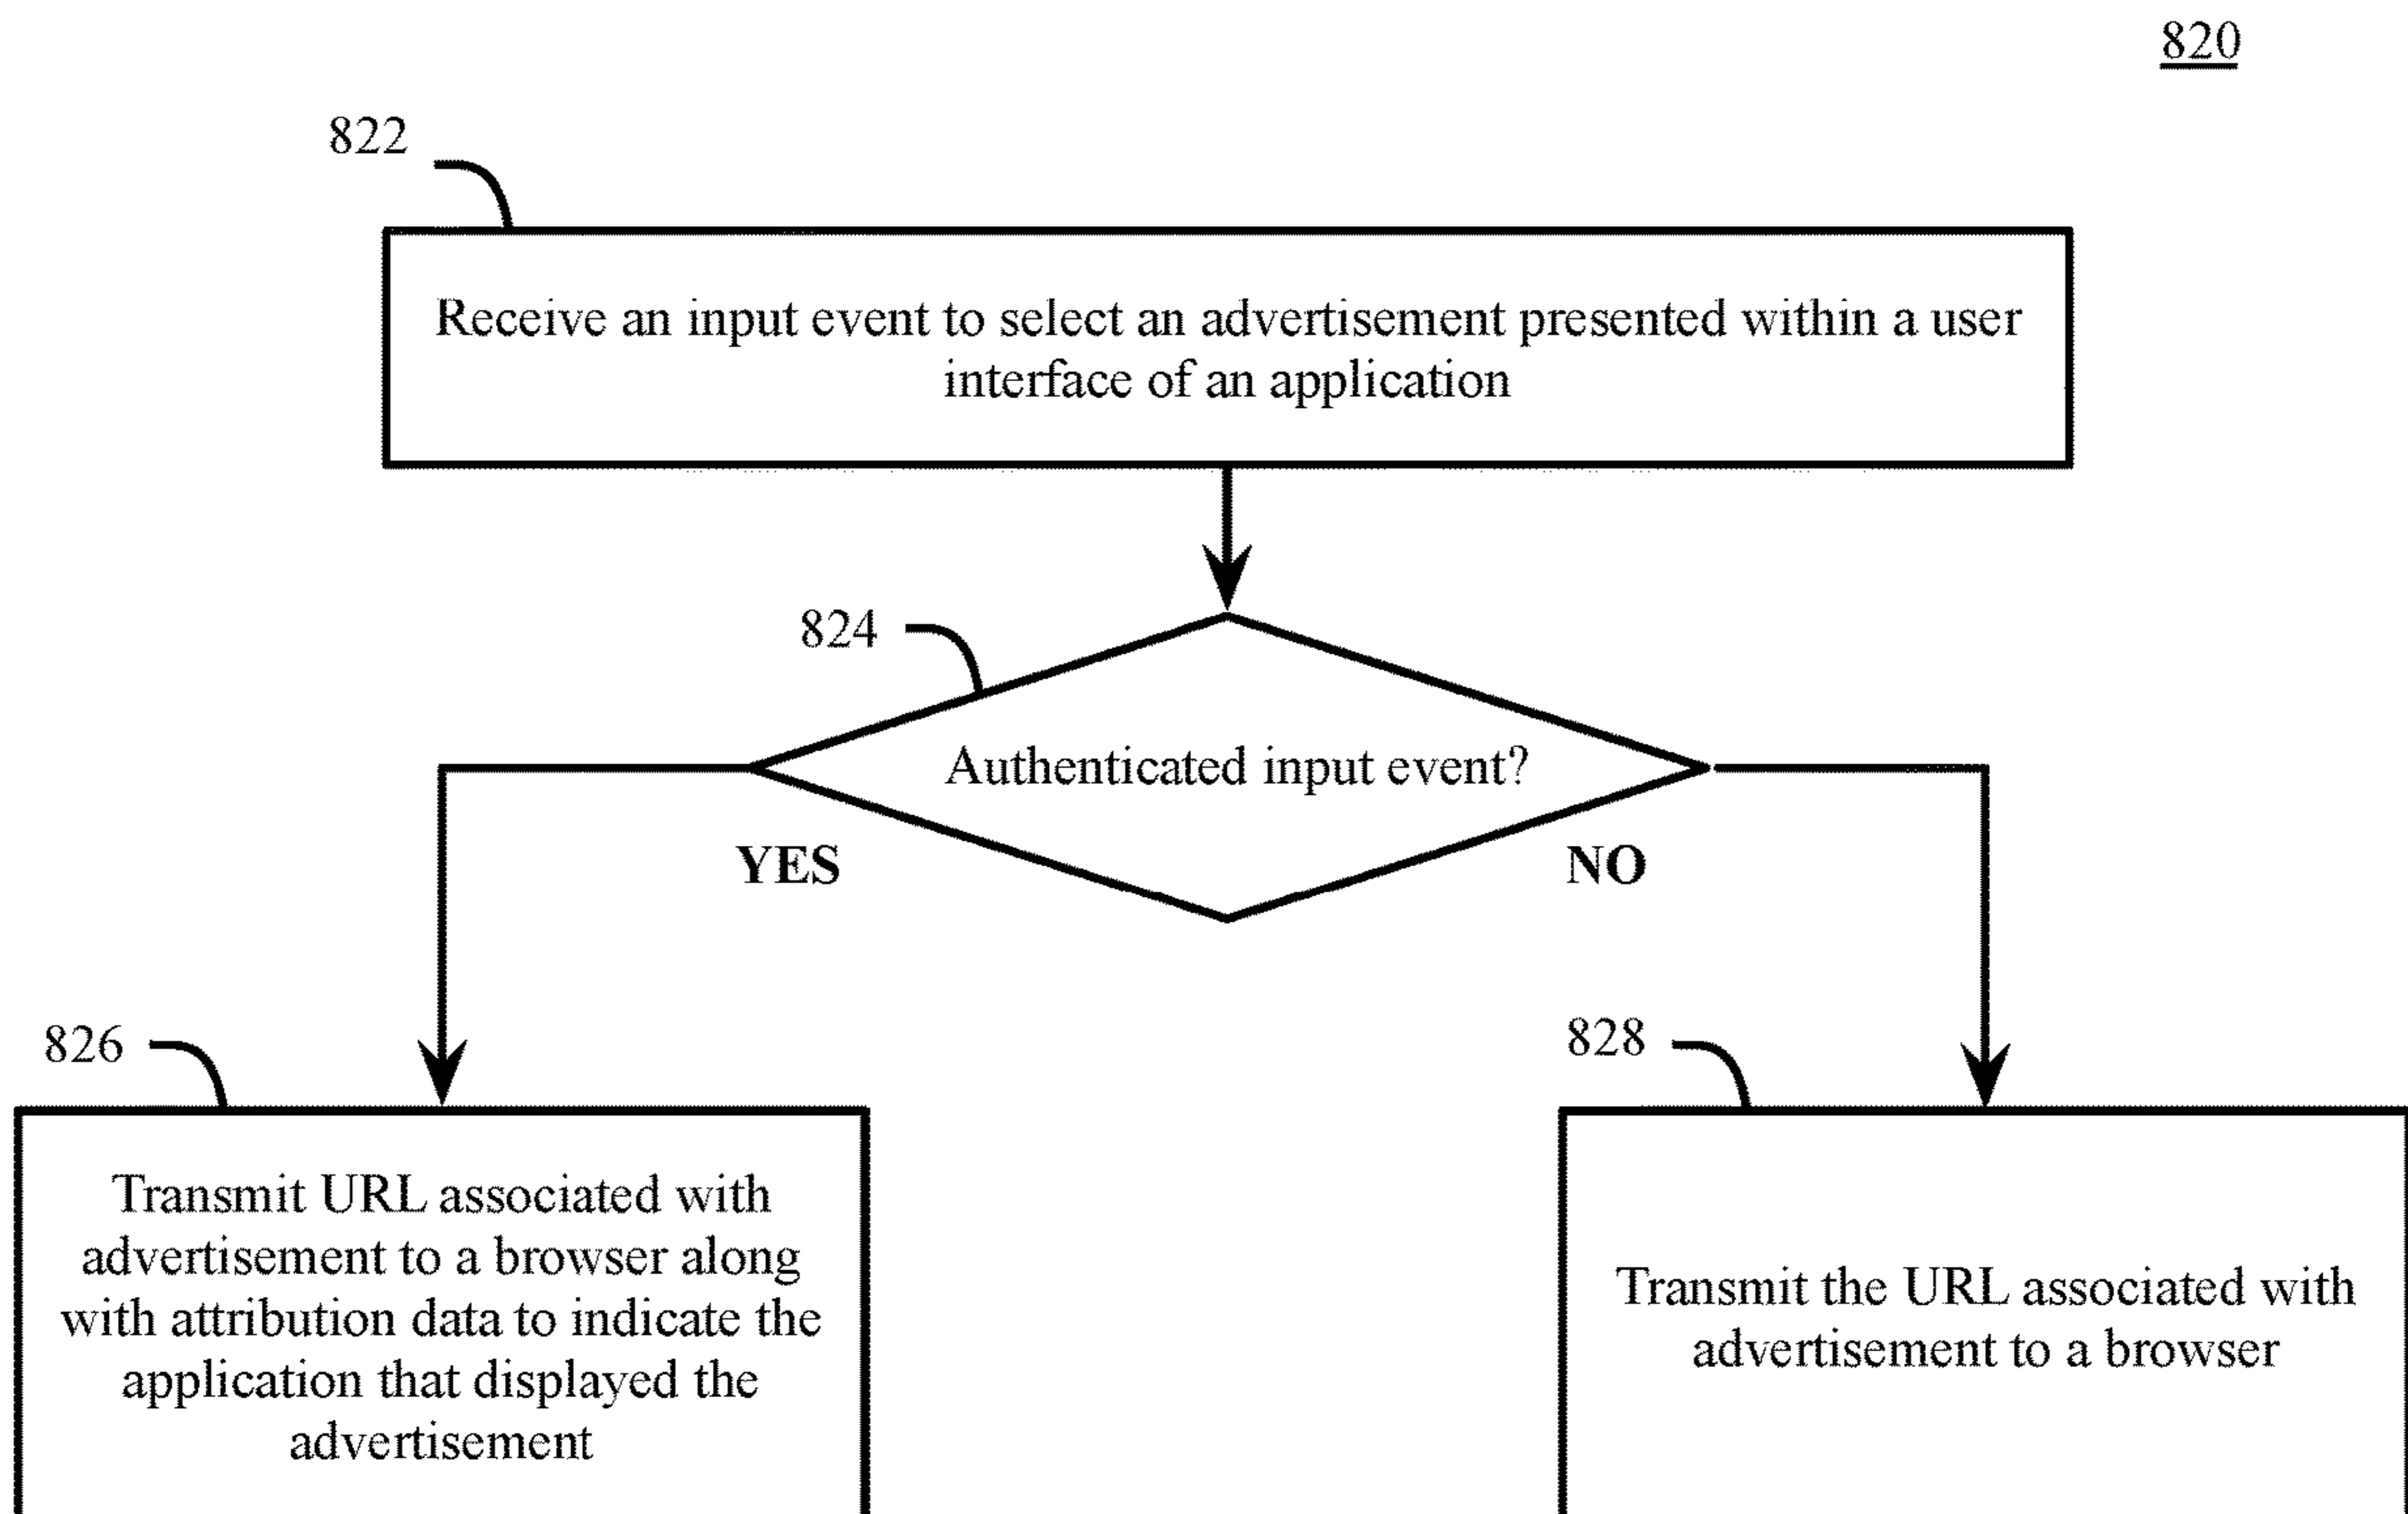 820
822
Receive an input event to select an advertisement presented within a user
interface of an application
824
Authenticated input event?
YES
NO
826
828
Transmit URL associated with
advertisement to a browser along
with attribution data to indicate the
application that displayed the
advertisement
Transmit the URL associated with
advertisement to a browser